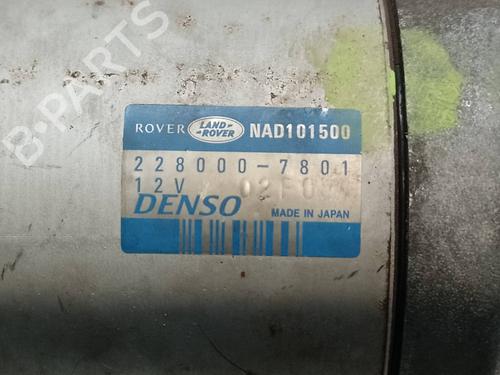 B-PARTS
ROVER LAND-ROVER NAD101500
228000-7801
12V
DENSO MADE IN JAPAN